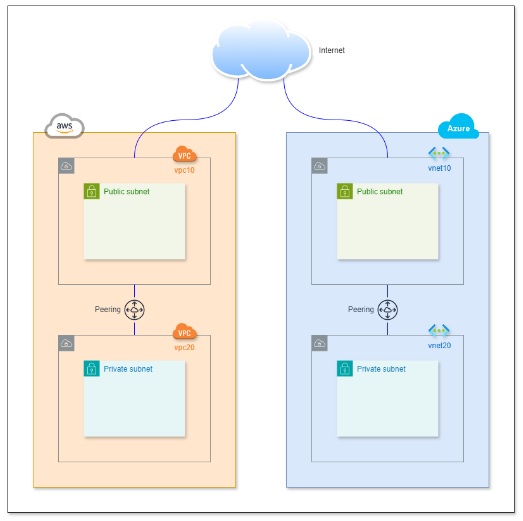 Internet
aws
Azure
VPC
vpc10
vnet10
Public subnet
Public subnet
Peering
Peering
VPC
vpc20
vnet20
Private subnet
Private subnet